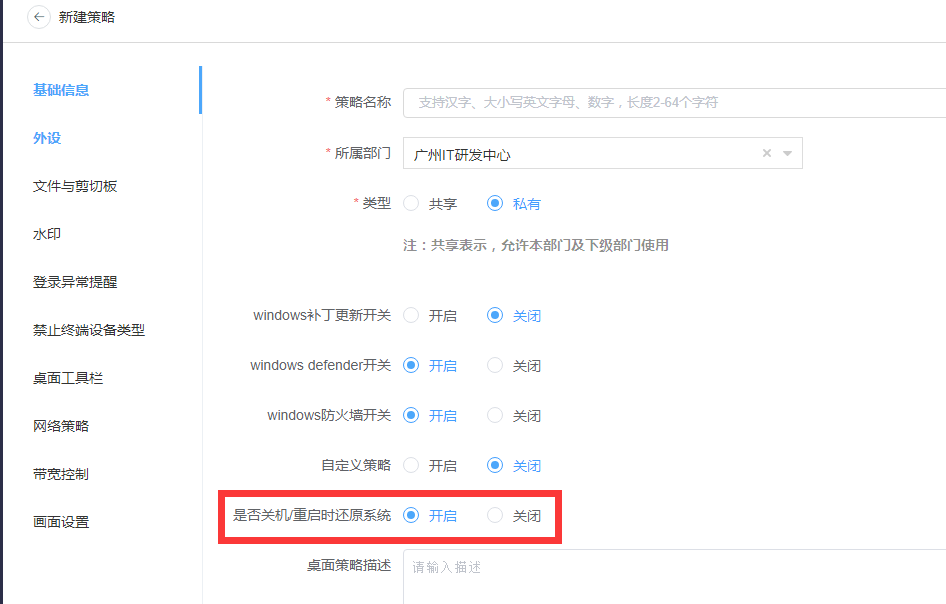 新建策略
基础信息
外设
文件与剪切板
水印
登录异常提醒
禁止终端设备类型
桌面工具栏
网络策略
带宽控制
画面设置
* 策略名称 支持汉字、大小写英文字母、数字，长度2-64个字符
* 所属部门 广州IT研发中心
* 类型 共享 私有
注：共享表示，允许本部门及下级部门使用
windows补丁更新开关 开启 关闭
windows defender开关 开启 关闭
windows防火墙开关 开启 关闭
自定义策略 开启 关闭
是否关机/重启时还原系统 开启 关闭
桌面策略描述 请输入描述